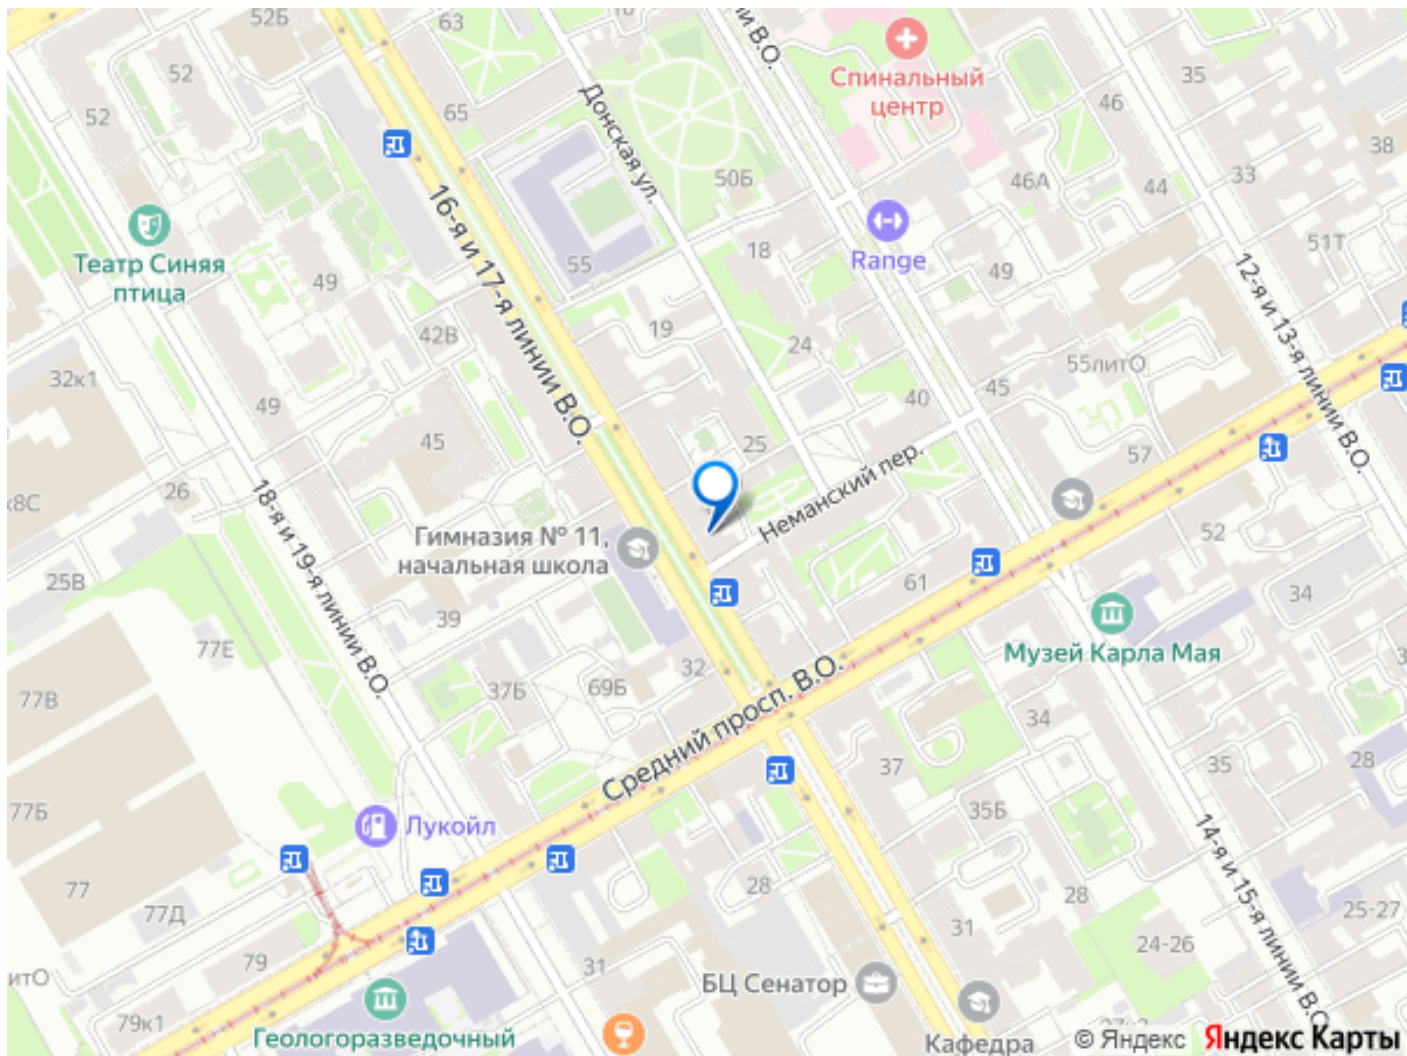 52Б
63
16
ЛИНИИ В.О.
52
52
65
Донская ул.
Спинальный
центр
35
46
38
33
44
46А
50Б
Театр Синяя
птица
49
16-я и 17-я линии В.О.
55
18
Range
49
51Т
12-я и 13-я линии В.О.
42В
19
24
32к1
49
45
40
45
55литО
25
Неманский пер.
57
26
18-я и 19-я линии В.О.
Гимназия № 11,
начальная школа
52
25В
39
61
34
77Е
Музей Карла Мая
77В
37Б
69Б
32
Средний просп. В.О.
34
37
35
28
77Б
Лукойл
35Б
14-я и 15-я линии В.О.
77
77Д
28
28
31
25-27
24-26
79
31
БЦ Сенатор
79к1
Геологоразведочный
Кафедра
© Яндекс Яндекс Карты